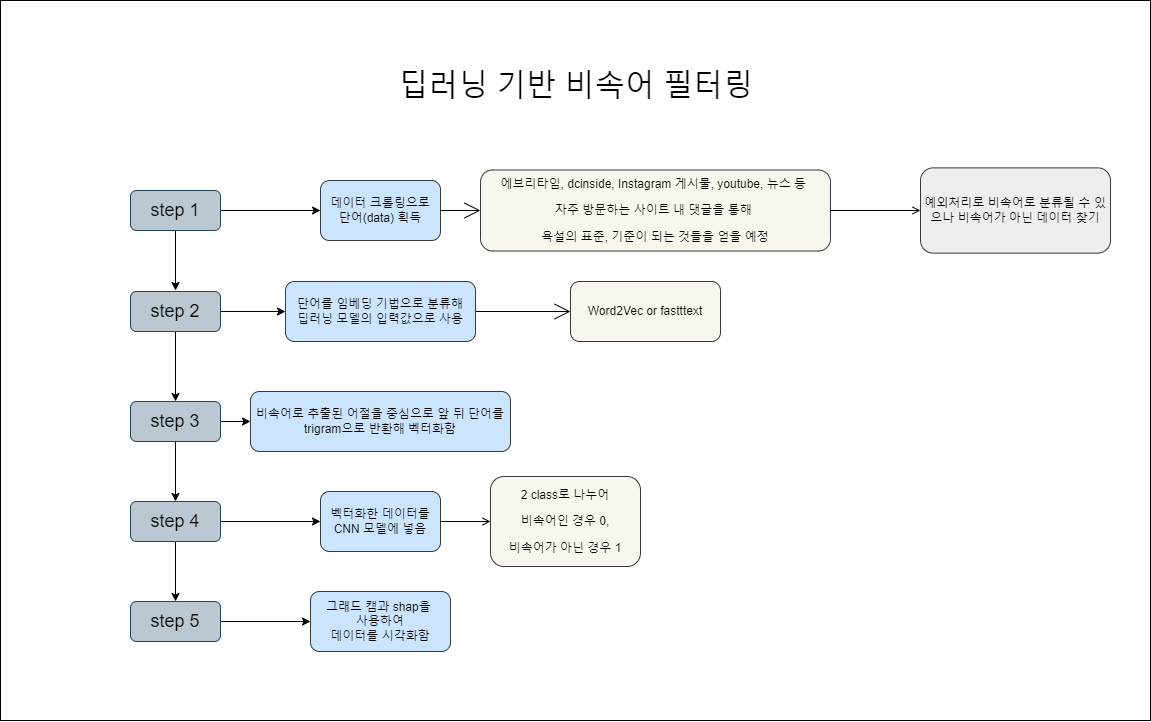 딥러닝 기반 비속어 필터링
step 1
데이터 크롤링으로
단어(data) 획득
에브리타임, dcinside, Instagram 게시물, youtube, 뉴스 등
자주 방문하는 사이트 내 댓글을 통해
욕설의 표준, 기준이 되는 것들을 얻을 예정
예외처리로 비속어로 분류될 수 있
으나 비속어가 아닌 데이터 찾기
step 2
단어를 임베딩 기법으로 분류해
딥러닝 모델의 입력값으로 사용
Word2Vec or fastttext
step 3
비속어로 추출된 어절을 중심으로 앞 뒤 단어를
trigram으로 반환해 벡터화함
step 4
벡터화한 데이터를
CNN 모델에 넣음
2 class로 나누어
비속어인 경우 0,
비속어가 아닌 경우 1
step 5
그래드 캠과 shap을
사용하여
데이터를 시각화함